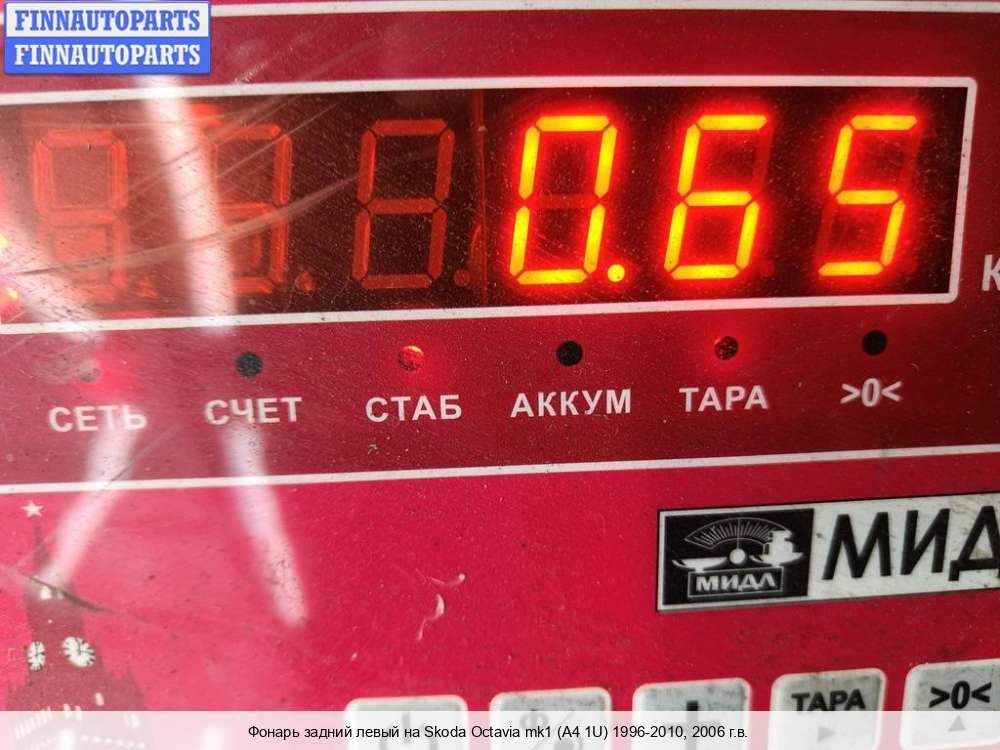 FINNAUTOPARTS
FINNAUTOPARTS
0.65
К
СЕТЬ СЧЕТ СТАБ АККУМ ТАРА >0<
МИДЛ МИД
ТАРА >0<
Фонарь задний левый на Skoda Octavia mk1 (A4 1U) 1996-2010, 2006 г.в.